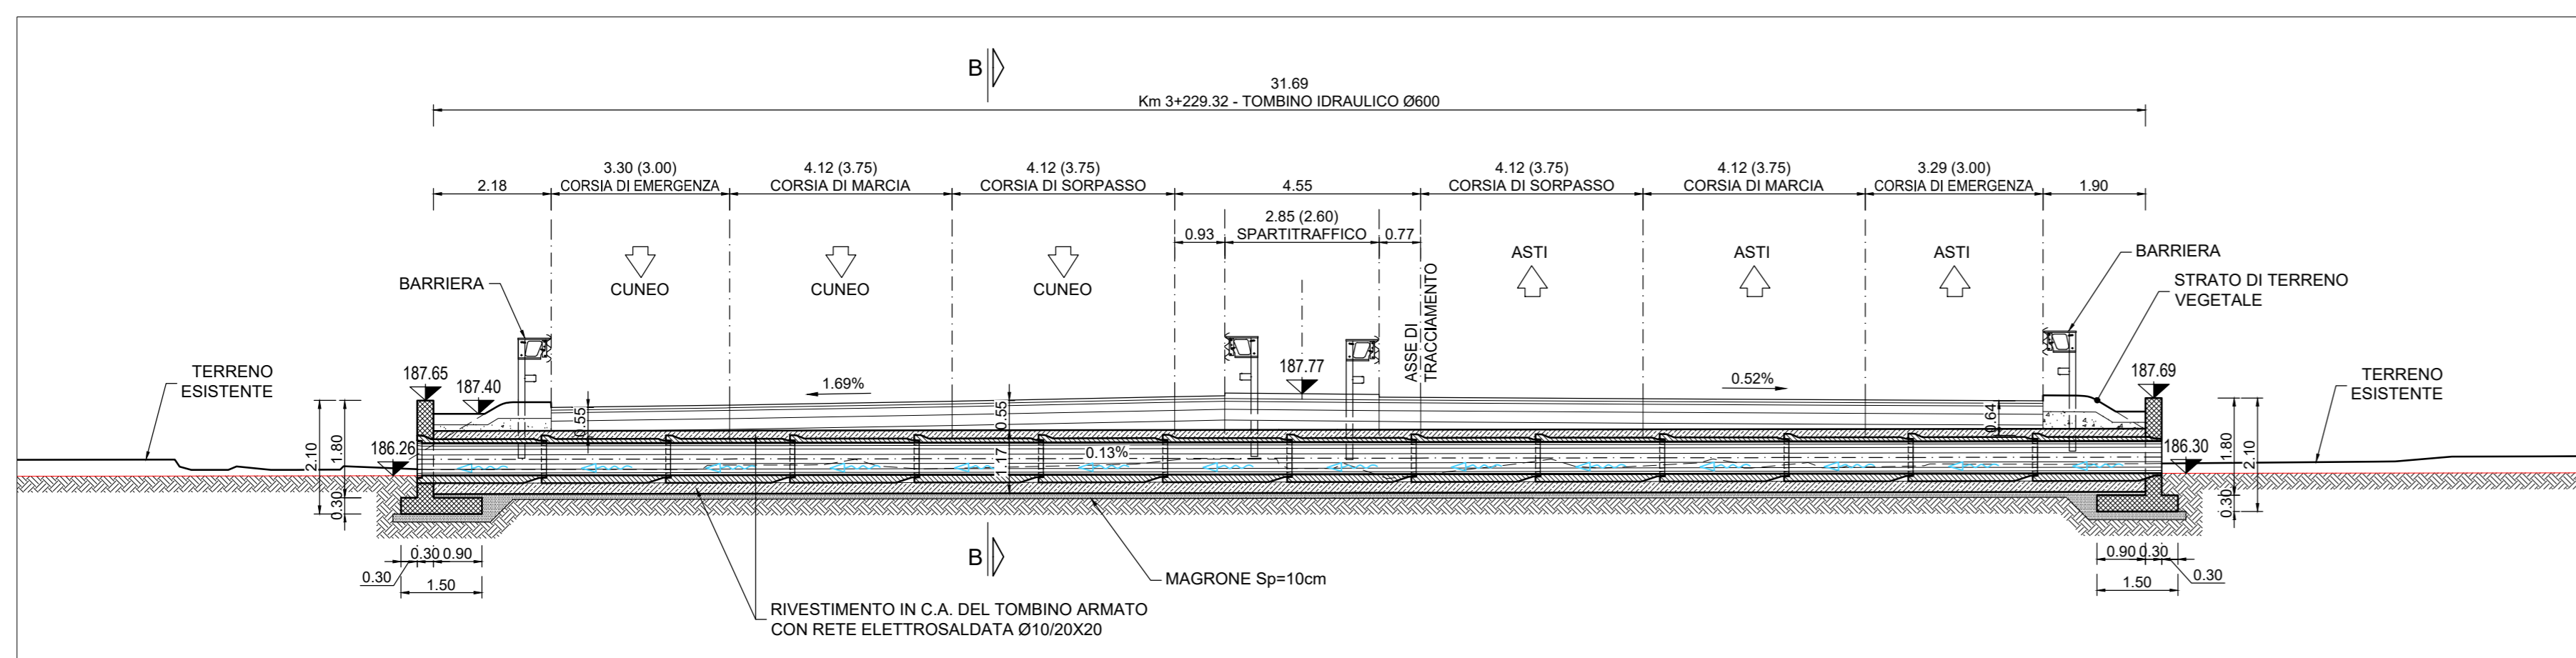 B
31.69
Km 3+229.32 - TOMBINO IDRAULICO Ø600
2.18
3.30 (3.00)
CORSIA DI EMERGENZA
4.12 (3.75)
CORSIA DI MARCIA
4.12 (3.75)
CORSIA DI SORPASSO
4.55
4.12 (3.75)
CORSIA DI SORPASSO
4.12 (3.75)
CORSIA DI MARCIA
3.29 (3.00)
CORSIA DI EMERGENZA
1.90
0.93
2.85 (2.60)
SPARTITRAFFICO
0.77
BARRIERA
CUNEO
CUNEO
CUNEO
ASSE DI
TRACCIAMENTO
ASTI
ASTI
ASTI
BARRIERA
STRATO DI TERRENO
VEGETALE
TERRENO
ESISTENTE
187.65
187.40
1.69%
187.77
0.52%
187.69
TERRENO
ESISTENTE
0.55
0.55
0.64
2.10
1.80
0.30
186.26
1.17
0.13%
186.30
1.80
0.30
2.10
0.30
0.90
0.30
1.50
B
MAGRONE Sp=10cm
0.90
0.30
0.30
1.50
RIVESTIMENTO IN C.A. DEL TOMBINO ARMATO
CON RETE ELETTROSALDATA Ø10/20X20